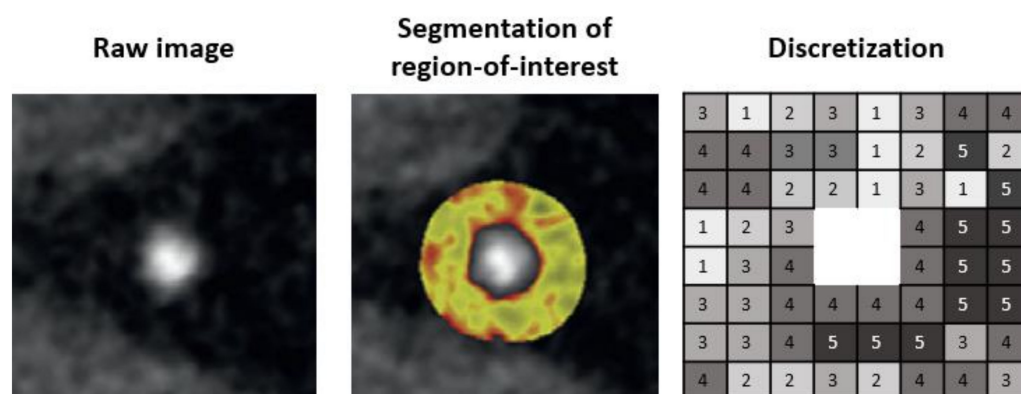 Raw image
Segmentation of
region-of-interest
Discretization
3 1 2 3 1 3 4 4
4 4 3 3 1 2 5 2
4 4 2 2 1 3 1 5
1 2 3 4 5 5
1 3 4 4 5 5
3 3 4 4 4 4 5 5
3 3 4 5 5 5 3 4
4 2 2 3 2 4 4 3